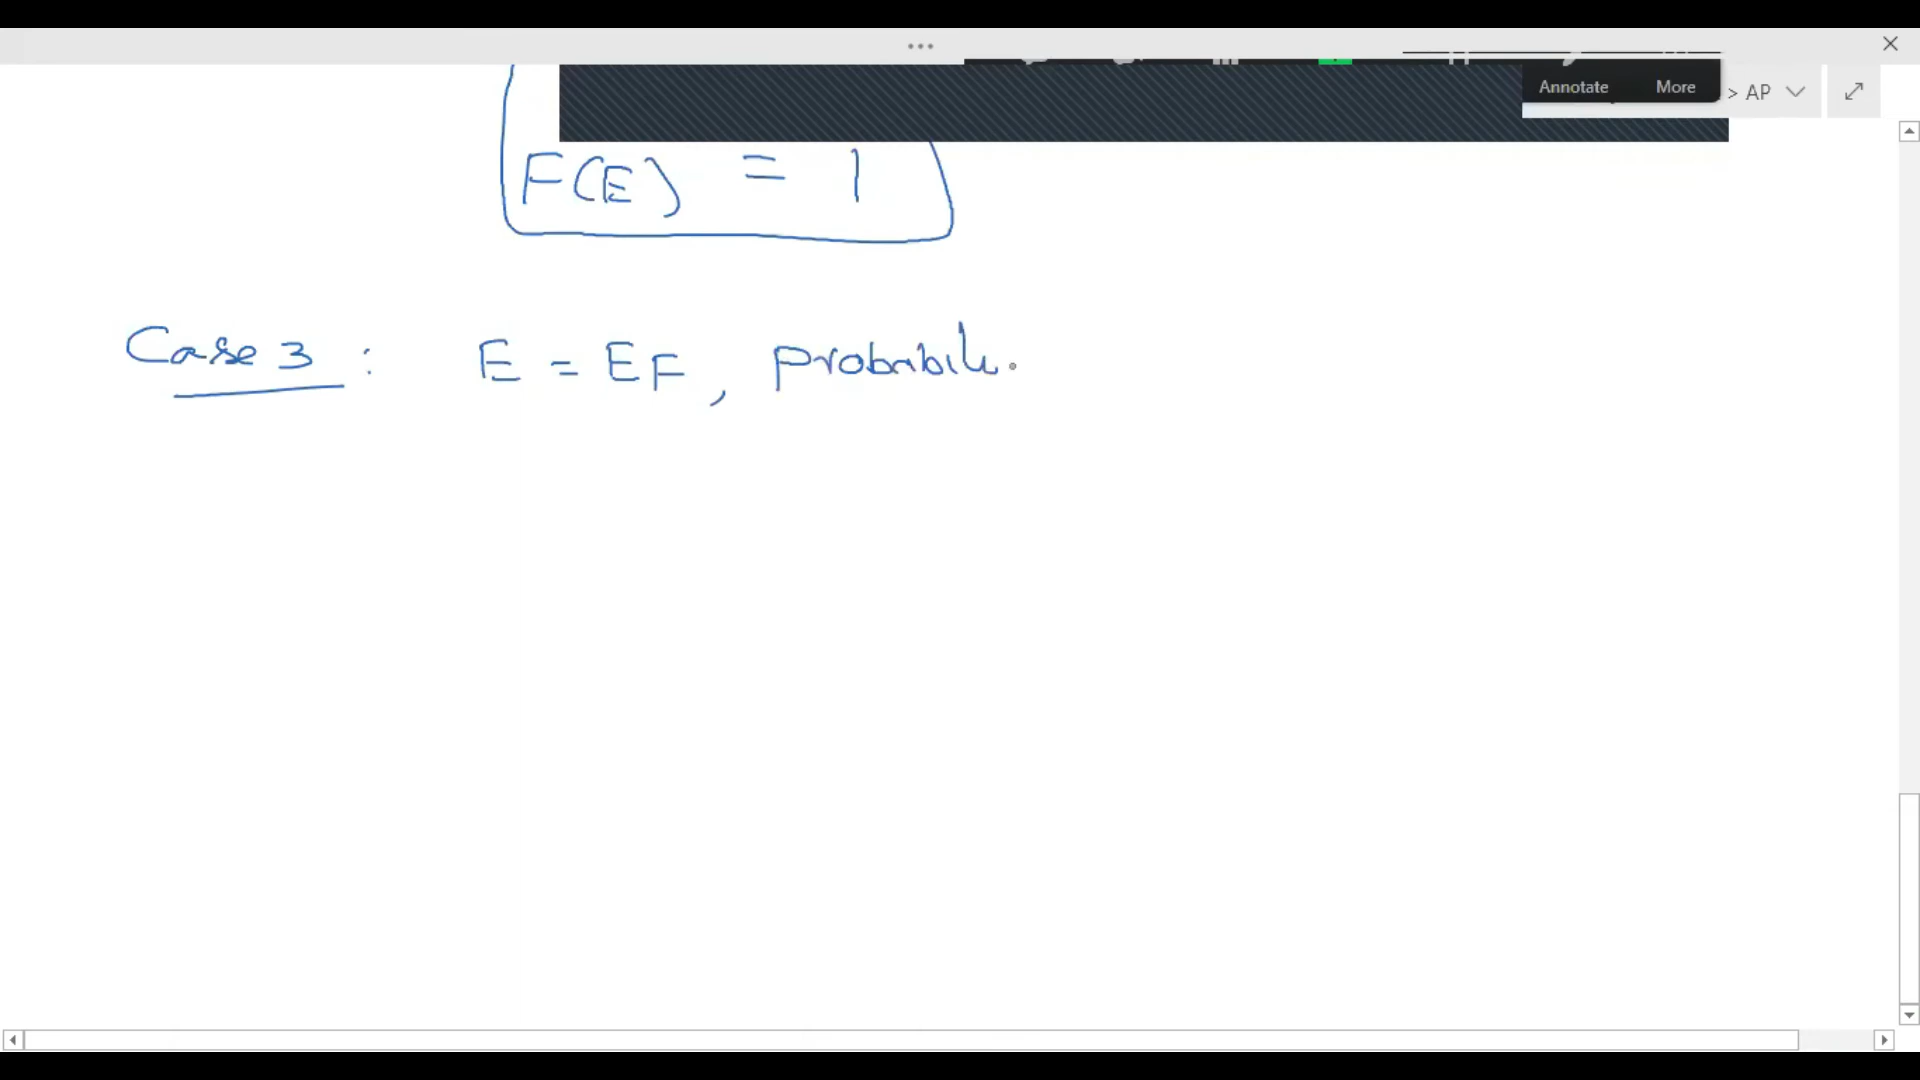 Annotate More > AP
F(E) = 1
Case 3 : E = EF, Probabili